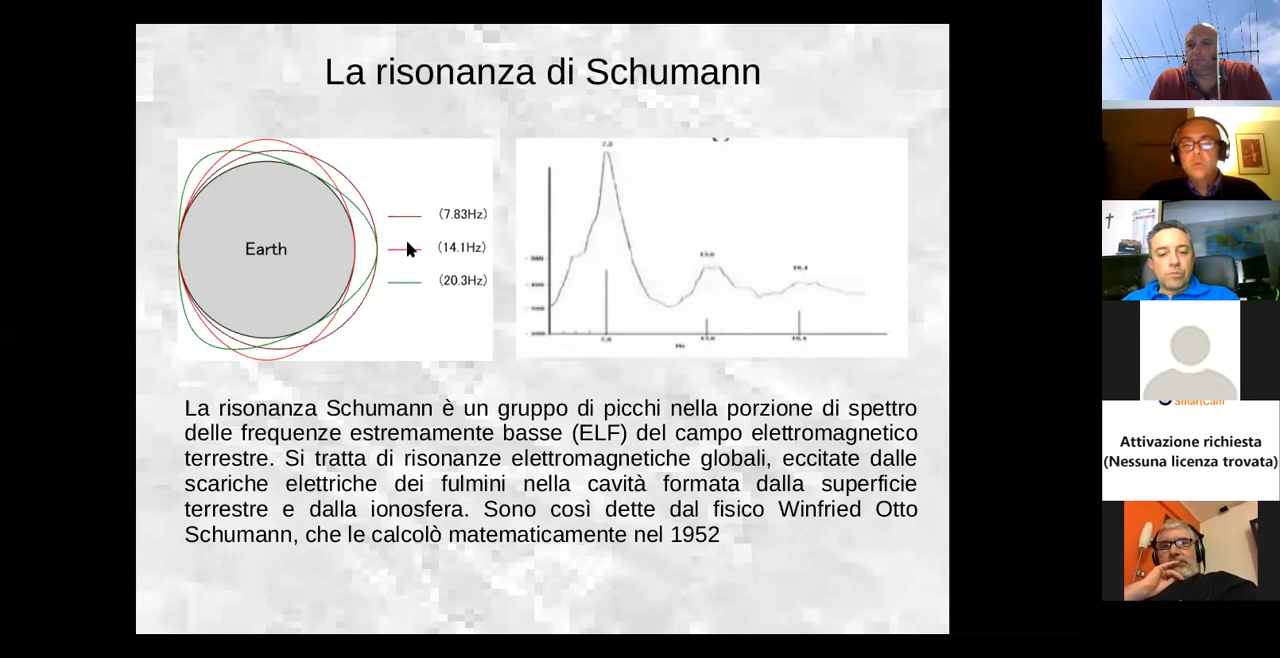 La risonanza di Schumann
Earth
(7.83Hz)
(14.1Hz)
(20.3Hz)
Hz
La risonanza Schumann è un gruppo di picchi nella porzione di spettro
delle frequenze estremamente basse (ELF) del campo elettromagnetico
terrestre. Si tratta di risonanze elettromagnetiche globali, eccitate dalle
scariche elettriche dei fulmini nella cavità formata dalla superficie
terrestre e dalla ionosfera. Sono così dette dal fisico Winfried Otto
Schumann, che le calcolò matematicamente nel 1952
SmartCam
Attivazione richiesta
(Nessuna licenza trovata)